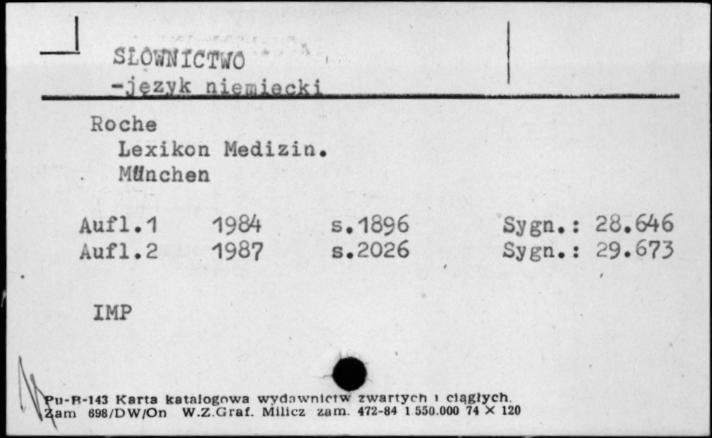 SŁOWNICTWO
-język niemiecki
Roche
Lexikon Medizin.
München
Aufl.1 1984 s.1896 Sygn.: 28.646
Aufl.2 1987 s.2026 Sygn.: 29.673
IMP
Pu-B-143 Karta katalogowa wydawnictw zwartych i ciągłych.
Zam 698/DW/On W.Z.Graf. Milicz zam. 472-84 1.550.000 74 × 120